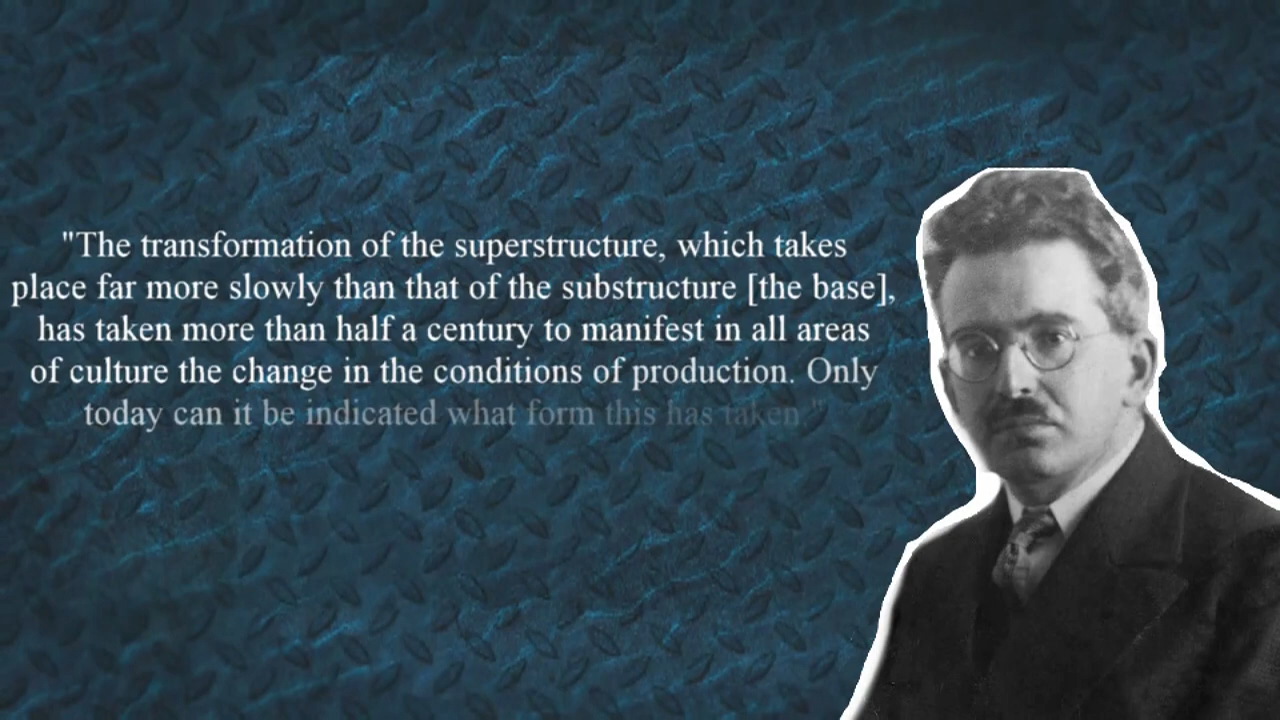 "The transformation of the superstructure, which takes
place far more slowly than that of the substructure [the base],
has taken more than half a century to manifest in all areas
of culture the change in the conditions of production. Only
today can it be indicated what form this has taken."